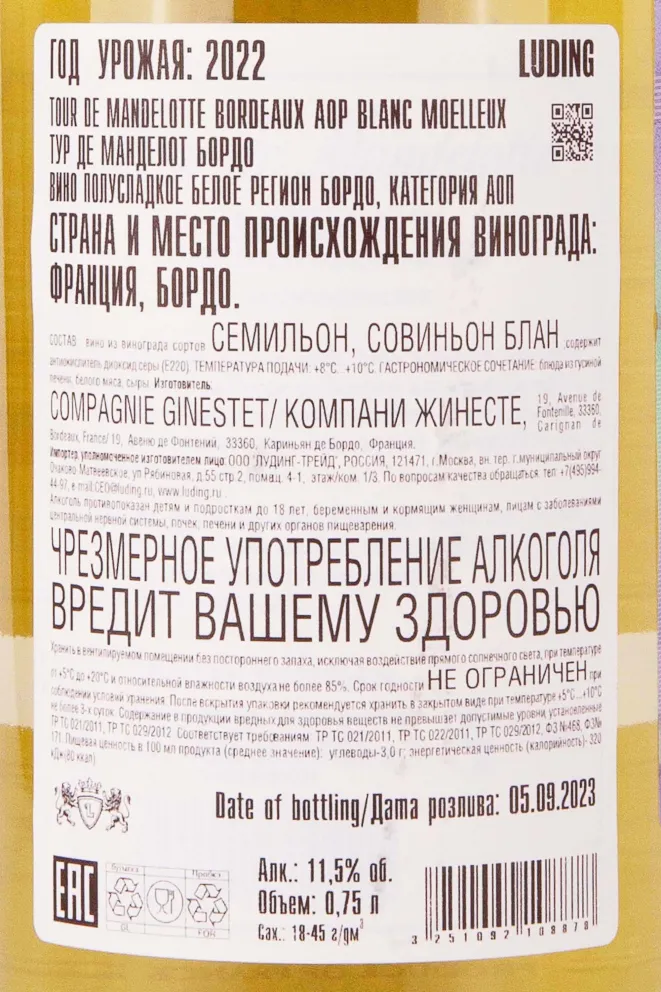 ГОД УРОЖАЯ: 2022 LUDING
TOUR DE MANDELOTTE BORDEAUX AOP BLANC MOELLEUX
ТУР ДЕ МАНДЕЛОТ БОРДО
ВИНО ПОЛУСЛАДКОЕ БЕЛОЕ РЕГИОН БОРДО, КАТЕГОРИЯ АОП
СТРАНА И МЕСТО ПРОИСХОЖДЕНИЯ ВИНОГРАДА:
ФРАНЦИЯ, БОРДО.
СОСТАВ: вино из винограда сортов СЕМИЛЬОН, СОВИНЬОН БЛАН содержит
антиокислитель диоксид серы (Е220). ТЕМПЕРАТУРА ПОДАЧИ: +8°С. +10°С. ГАСТРОНОМИЧЕСКОЕ СОЧЕТАНИЕ: блюда из гусиной
печени, белого мяса, сыры. Изготовитель:
COMPAGNIE GINESTET/ КОМПАНИ ЖИНЕСТЕ, 19, Avenue de
Fontenille, 33360,
Carignan de
Bordeaux, France/ 19, Авеню де Фонтений, 33360, Кариньян де Бордо, Франция.
Импортер уполномоченное изготовителем лицо: ООО "ЛУДИНГ-ТРЕЙД", РОССИЯ, 121471, г.Москва, вн. тер. г.муниципальный округ
Очаково Матвеевское, ул Рябиновая, д.55 стр.2, помещ. 4-1, этаж/ком. 1/3. По вопросам качества обращаться: тел +7(495)994-
44-97, e.mail:CEO@luding.ru, www.luding.ru.
Алкоголь противопоказан детям и подросткам до 18 лет, беременным и кормящим женщинам, лицам с заболеваниями
центральной нервной системы, почек, печени и других органов пищеварения.
ЧРЕЗМЕРНОЕ УПОТРЕБЛЕНИЕ АЛКОГОЛЯ
ВРЕДИТ ВАШЕМУ ЗДОРОВЬЮ
Хранить в вентилируемом помещении без постороннего запаха, исключая воздействие прямого солнечного света, при температуре
от +5°С до +20°С и относительной влажности воздуха не более 85%. Срок годности НЕ ОГРАНИЧЕН при
соблюдении условий хранения. После вскрытия упаковки рекомендуется хранить в закрытом виде при температуре +5°С...+10°С
не более 3-х суток. Содержание в продукции вредных для здоровья веществ не превышает допустимые уровни, установленные
ТР ТС 021/2011, ТР ТС 029/2012. Соответствует требованиям ТР ТС 021/2011, ТР ТС 022/2011, ТР ТС 029/2012, ФЗ №468, ФЗ№
171. Пищевая ценность в 100 мл продукта (среднее значение): углеводы-3,0 г; энергетическая ценность (калорийность)- 320
кДж(80 ккал)
Date of bottling/Дата розлива: 05.09.2023
EAC
Бутылка Пробка
GL FOR
Алк.: 11,5% об.
Объем: 0,75 л
Сах.: 18-45 г/дм³
3 251092 108878